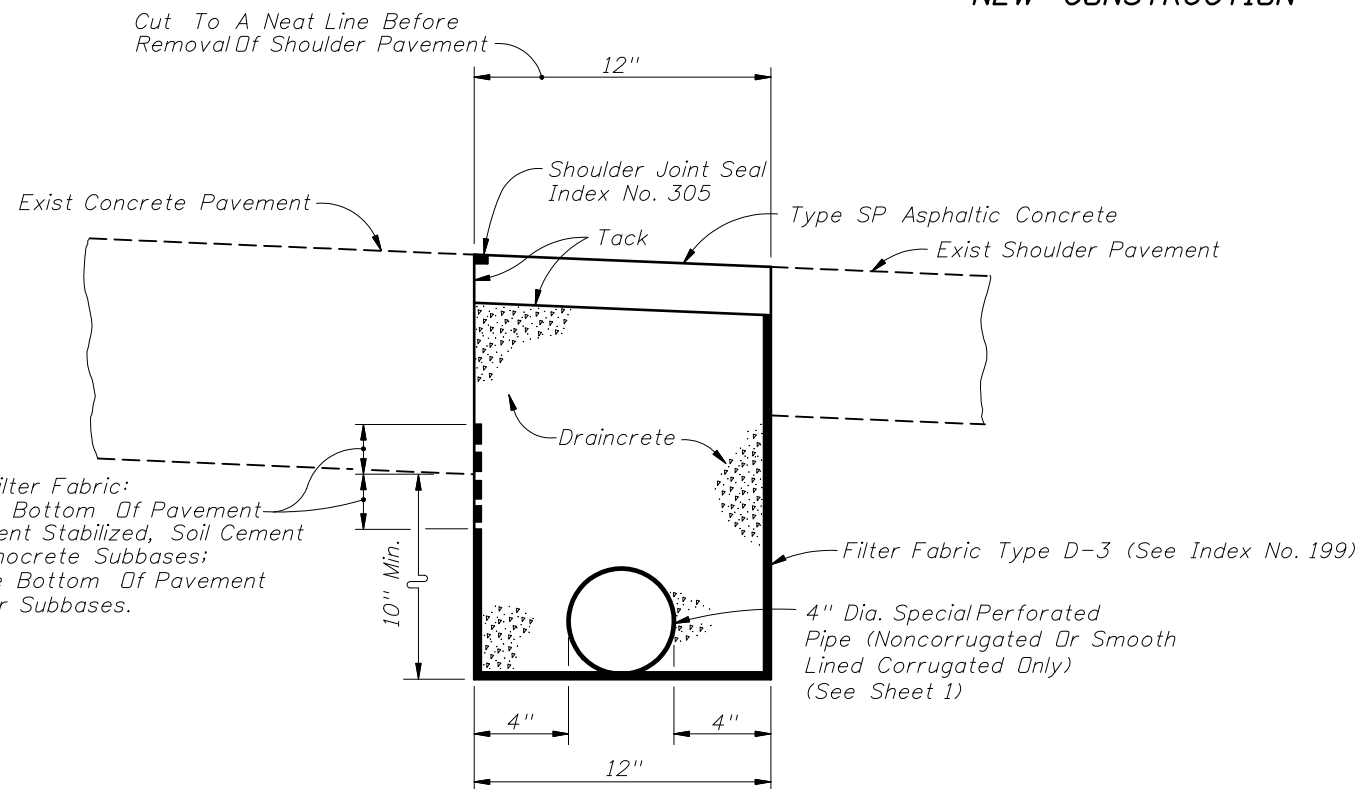 NEW CONSTRUCTION
Cut To A Neat Line Before
Removal Of Shoulder Pavement
12"
Shoulder Joint Seal
Index No. 305
Exist Concrete Pavement
Type SP Asphaltic Concrete
Tack
Exist Shoulder Pavement
Draincrete
Filter Fabric:
Bottom Of Pavement
Stabilized, Soil Cement
Subbases;
Bottom Of Pavement
Subbases.
10" Min.
Filter Fabric Type D-3 (See Index No. 199)
4" Dia. Special Perforated
Pipe (Noncorrugated Or Smooth
Lined Corrugated Only)
(See Sheet 1)
4"
4"
12"